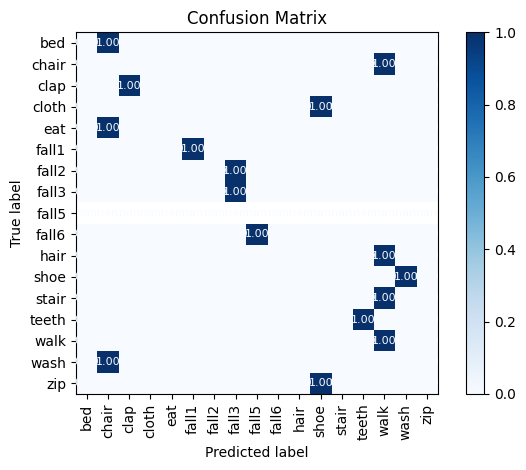 Confusion Matrix
bed 1.00
chair 1.00
clap 1.00
cloth 1.00
eat 1.00
fall1 1.00
fall2 1.00
fall3 1.00
fall5
fall6 1.00
hair 1.00
shoe 1.00
stair 1.00
teeth 1.00
walk 1.00
wash 1.00
zip 1.00
True label
bed chair clap cloth eat fall1 fall2 fall3 fall5 fall6 hair shoe stair teeth walk wash zip
Predicted label
1.0
0.8
0.6
0.4
0.2
0.0